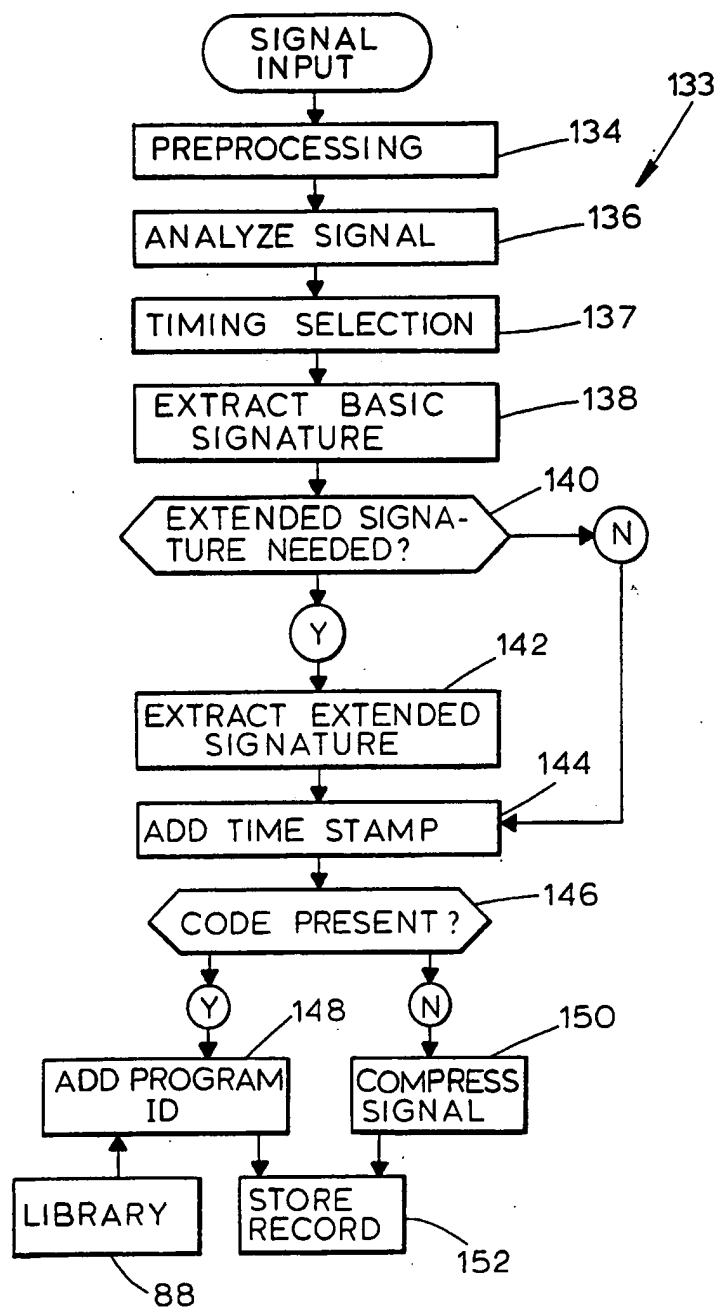 SIGNAL
INPUT
133
PREPROCESSING
134
ANALYZE SIGNAL
136
TIMING SELECTION
137
EXTRACT BASIC
SIGNATURE
138
140
EXTENDED SIGNA-
TURE NEEDED?
N
Y
142
EXTRACT EXTENDED
SIGNATURE
144
ADD TIME STAMP
146
CODE PRESENT?
Y
N
148
150
ADD PROGRAM
ID
COMPRESS
SIGNAL
LIBRARY
88
STORE
RECORD
152